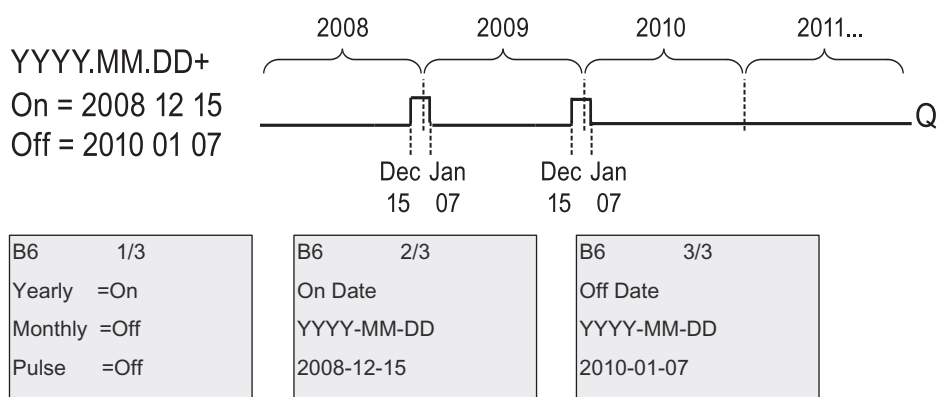 2008 2009 2010 2011...
YYYY.MM.DD+
On = 2008 12 15
Off = 2010 01 07
Q
Dec Jan Dec Jan
15 07 15 07
B6 1/3
Yearly =On
Monthly =Off
Pulse =Off
B6 2/3
On Date
YYYY-MM-DD
2008-12-15
B6 3/3
Off Date
YYYY-MM-DD
2010-01-07